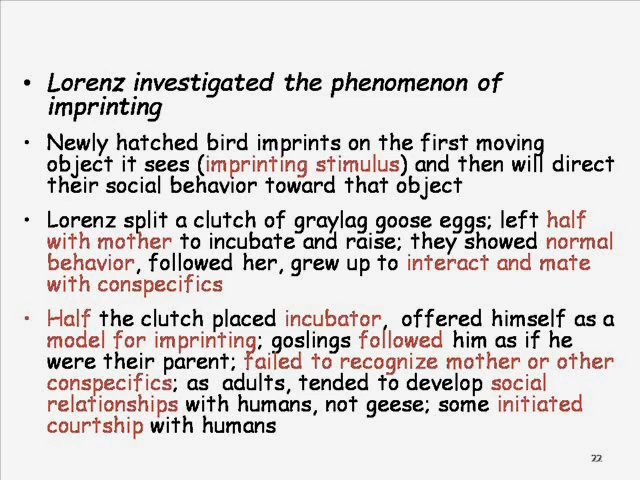 • Lorenz investigated the phenomenon of
imprinting
• Newly hatched bird imprints on the first moving
object it sees (imprinting stimulus) and then will direct
their social behavior toward that object
• Lorenz split a clutch of graylag goose eggs; left half
with mother to incubate and raise; they showed normal
behavior, followed her, grew up to interact and mate
with conspecifics
• Half the clutch placed incubator, offered himself as a
model for imprinting; goslings followed him as if he
were their parent; failed to recognize mother or other
conspecifics; as adults, tended to develop social
relationships with humans, not geese; some initiated
courtship with humans
22